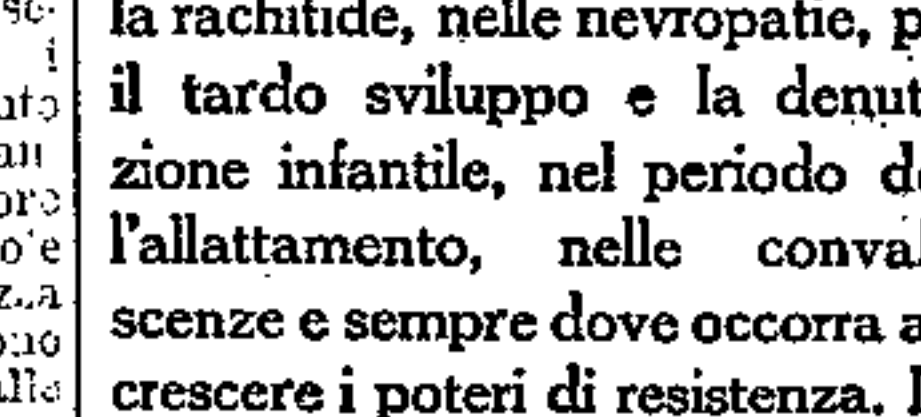 la rachitide, nelle nevropatie, p
il tardo sviluppo e la denut
zione infantile, nel periodo de
l'allattamento, nelle conval
scenze e sempre dove occorra a
crescere i poteri di resistenza.